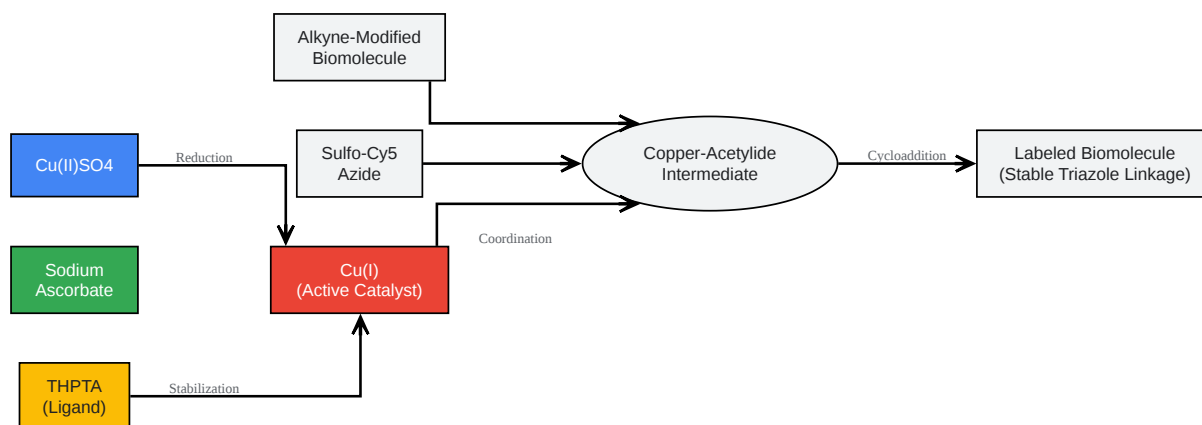 Alkyne-Modified
Biomolecule
Cu(II)SO4
Reduction
Sulfo-Cy5
Azide
Copper-Acetylide
Intermediate
Cycloaddition
Labeled Biomolecule
(Stable Triazole Linkage)
Sodium
Ascorbate
Cu(I)
(Active Catalyst)
Coordination
THPTA
(Ligand)
Stabilization